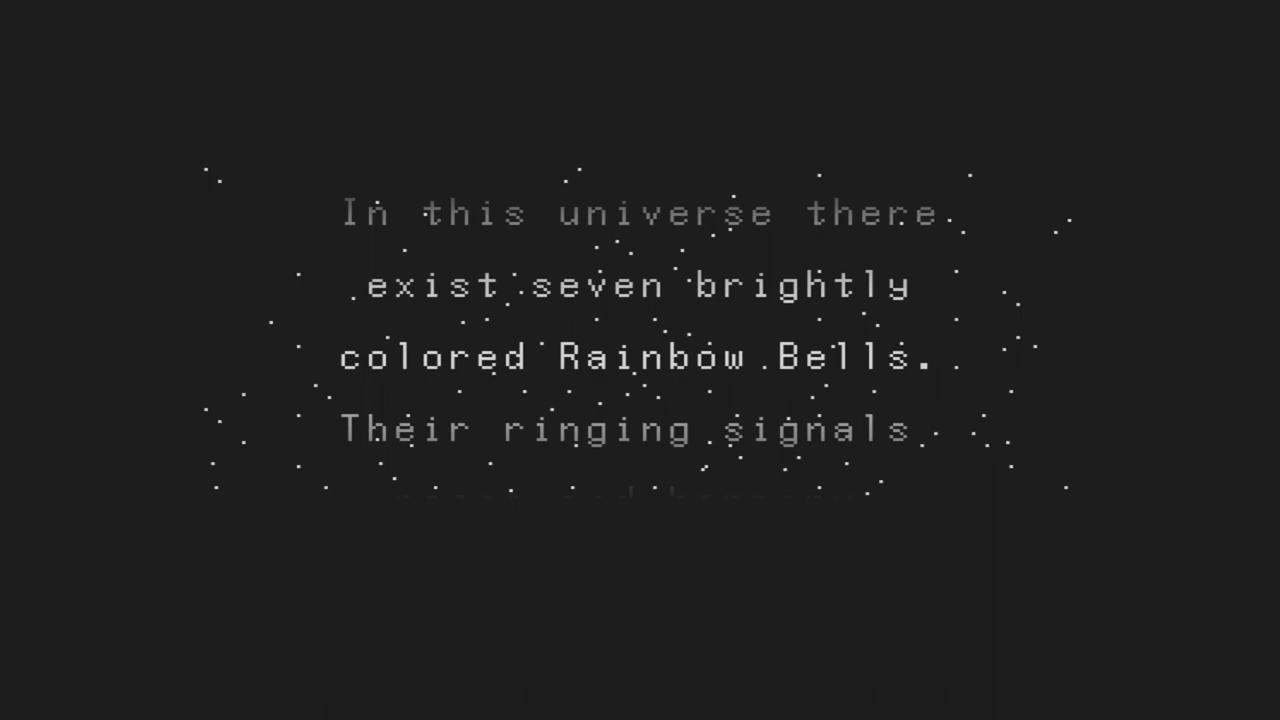 In this universe there
exist seven brightly
colored Rainbow Bells.
Their ringing signals